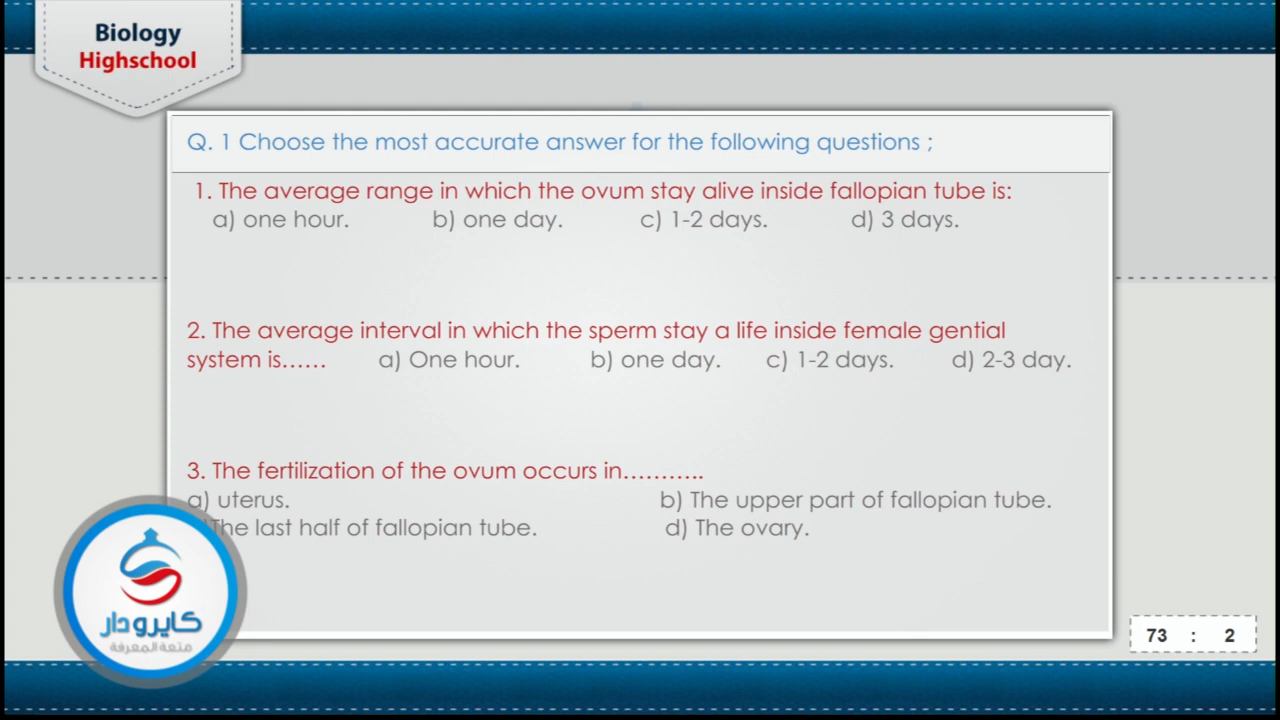 Biology
Highschool
Q. 1 Choose the most accurate answer for the following questions ;
1. The average range in which the ovum stay alive inside fallopian tube is:
a) one hour. b) one day. c) 1-2 days. d) 3 days.
2. The average interval in which the sperm stay a life inside female gential
system is...... a) One hour. b) one day. c) 1-2 days. d) 2-3 day.
3. The fertilization of the ovum occurs in...........
a) uterus. b) The upper part of fallopian tube.
The last half of fallopian tube. d) The ovary.
كايرودار
متعة المعرفة
73 : 2